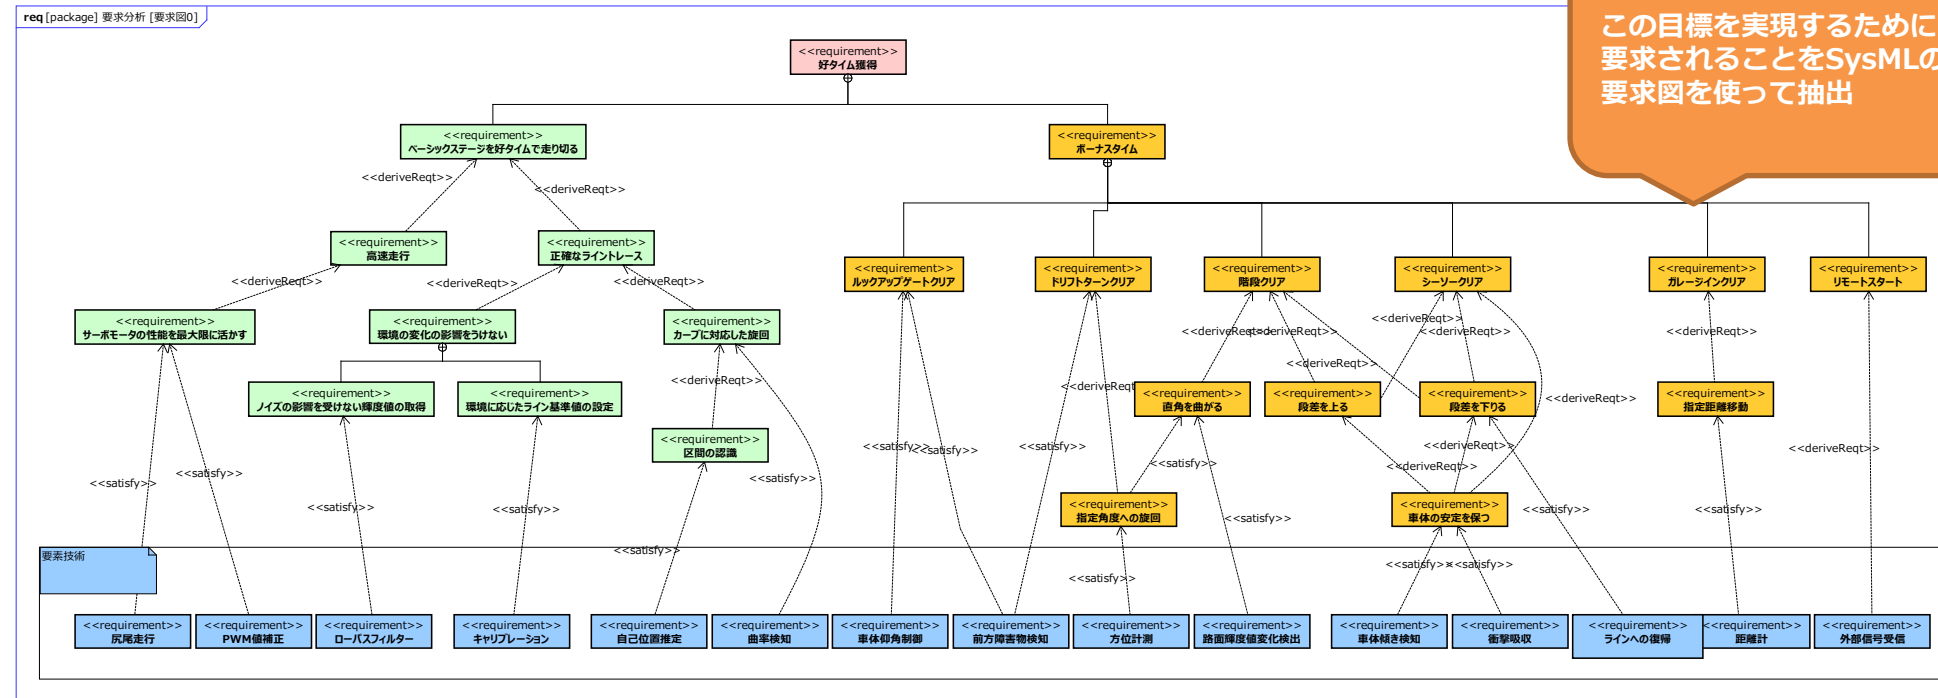 req [package] 要求分析 [要求図0]
この目標を実現するために
要求されることをSysMLの
要求図を使って抽出
<<requirement>>
好タイム獲得
<<requirement>>
ベーシックステージを好タイムで走り切る
<<requirement>>
ボーナスタイム
<<deriveReqt>>
<<deriveReqt>>
<<requirement>>
高速走行
<<requirement>>
正確なライントレース
<<requirement>>
ルックアップゲートクリア
<<requirement>>
ドリフトターンクリア
<<requirement>>
階段クリア
<<requirement>>
シーソークリア
<<requirement>>
ガレージインクリア
<<requirement>>
リモートスタート
<<deriveReqt>>
<<deriveReqt>>
<<deriveReqt>>
<<requirement>>
サーボモータの性能を最大限に活かす
<<requirement>>
環境の変化の影響をうけない
<<requirement>>
カーブに対応した旋回
<<deriveReqt>>
<<deriveReqt>>
<<deriveReqt>>
<<deriveReqt>>
<<deriveReqt>>
<<requirement>>
ノイズの影響を受けない輝度値の取得
<<requirement>>
環境に応じたライン基準値の設定
<<deriveReqt>>
<<deriveReqt
<<requirement>>
直角を曲がる
<<requirement>>
段差を上る
<<requirement>>
段差を下りる
<<deriveReqt>>
<<requirement>>
指定距離移動
<<requirement>>
区間の認識
<<satisfy>>
<<satisfy>>
<<satisfy>>
<<deriveReqt>>
<<deriveReqt>>
<<satisfy>>
<<satisfy>>
<<satisfy>>
<<satisfy>>
<<deriveReqt>>
<<requirement>>
指定角度への旋回
<<requirement>>
車体の安定を保つ
<<satisfy>>
<<satisfy>>
<<satisfy>>
<<satisfy>>
<<satisfy>>
要素技術
<<satisfy>>
<<satisfy>>
<<satisfy>>
<<satisfy>>
<<requirement>>
尻尾走行
<<requirement>>
PWM値補正
<<requirement>>
ローパスフィルター
<<requirement>>
キャリブレーション
<<requirement>>
自己位置推定
<<requirement>>
曲率検知
<<requirement>>
車体仰角制御
<<requirement>>
前方障害物検知
<<requirement>>
方位計測
<<requirement>>
路面輝度値変化検出
<<requirement>>
車体傾き検知
<<requirement>>
衝撃吸収
<<requirement>>
ラインへの復帰
<<requirement>>
距離計
<<requirement>>
外部信号受信